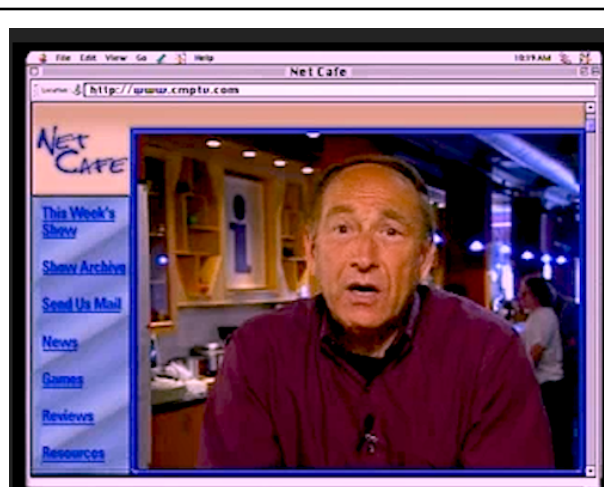 File Edit View Go Help 10:19 AM
Net Cafe
Location: http://www.cmptv.com
NET
CAFE
This Week's
Show
Show Archive
Send Us Mail
News
Games
Reviews
Resources
i